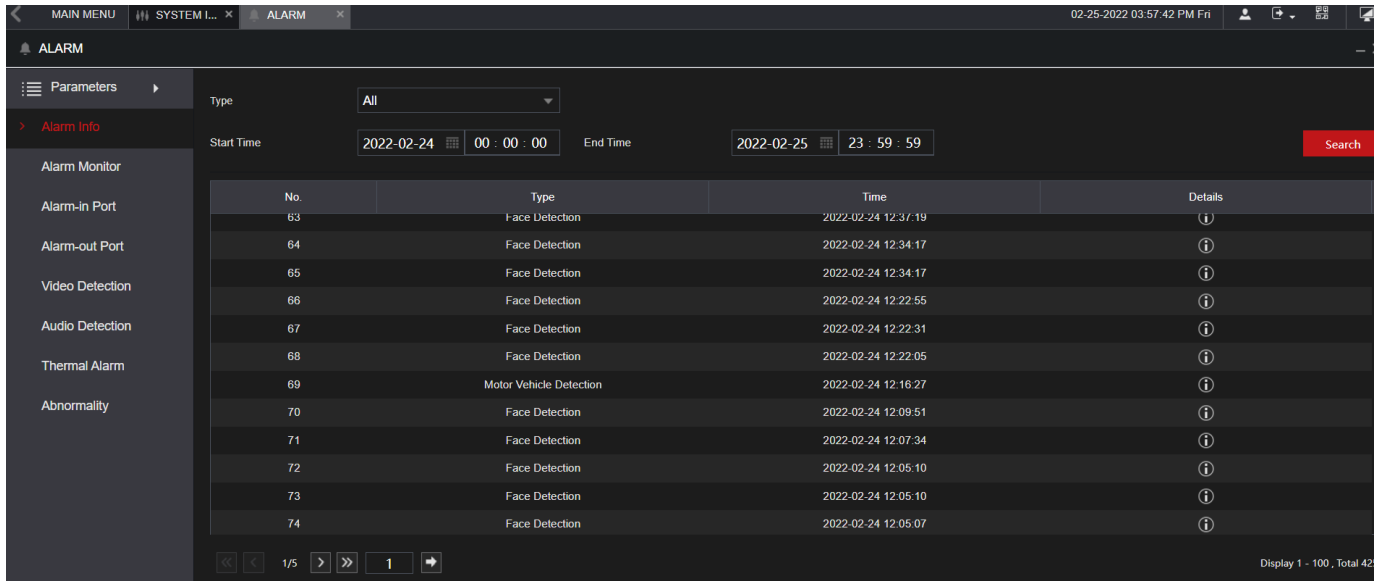 MAIN MENU SYSTEM I... × ALARM × 02-25-2022 03:57:42 PM Fri
ALARM
Parameters
Alarm Info
Alarm Monitor
Alarm-in Port
Alarm-out Port
Video Detection
Audio Detection
Thermal Alarm
Abnormality
Type All
Start Time 2022-02-24 00 : 00 : 00 End Time 2022-02-25 23 : 59 : 59 Search
No. Type Time Details
63 Face Detection 2022-02-24 12:37:19
64 Face Detection 2022-02-24 12:34:17
65 Face Detection 2022-02-24 12:34:17
66 Face Detection 2022-02-24 12:22:55
67 Face Detection 2022-02-24 12:22:31
68 Face Detection 2022-02-24 12:22:05
69 Motor Vehicle Detection 2022-02-24 12:16:27
70 Face Detection 2022-02-24 12:09:51
71 Face Detection 2022-02-24 12:07:34
72 Face Detection 2022-02-24 12:05:10
73 Face Detection 2022-02-24 12:05:10
74 Face Detection 2022-02-24 12:05:07
1/5 1 Display 1 - 100 , Total 425